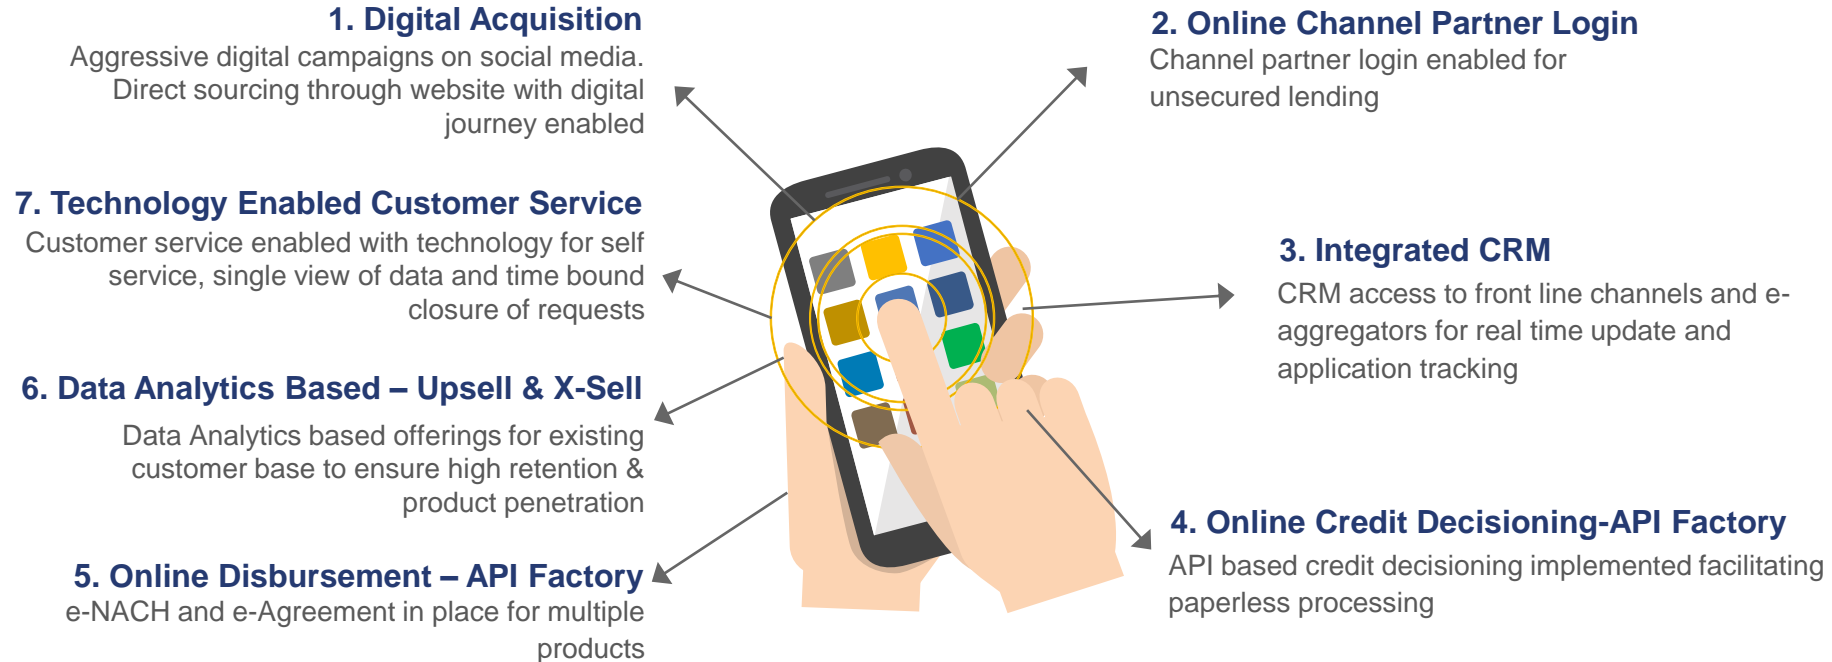 1. Digital Acquisition
Aggressive digital campaigns on social media.
Direct sourcing through website with digital
journey enabled
2. Online Channel Partner Login
Channel partner login enabled for
unsecured lending
3. Integrated CRM
CRM access to front line channels and e-
aggregators for real time update and
application tracking
4. Online Credit Decisioning-API Factory
API based credit decisioning implemented facilitating
paperless processing
5. Online Disbursement – API Factory
e-NACH and e-Agreement in place for multiple
products
6. Data Analytics Based – Upsell & X-Sell
Data Analytics based offerings for existing
customer base to ensure high retention &
product penetration
7. Technology Enabled Customer Service
Customer service enabled with technology for self
service, single view of data and time bound
closure of requests